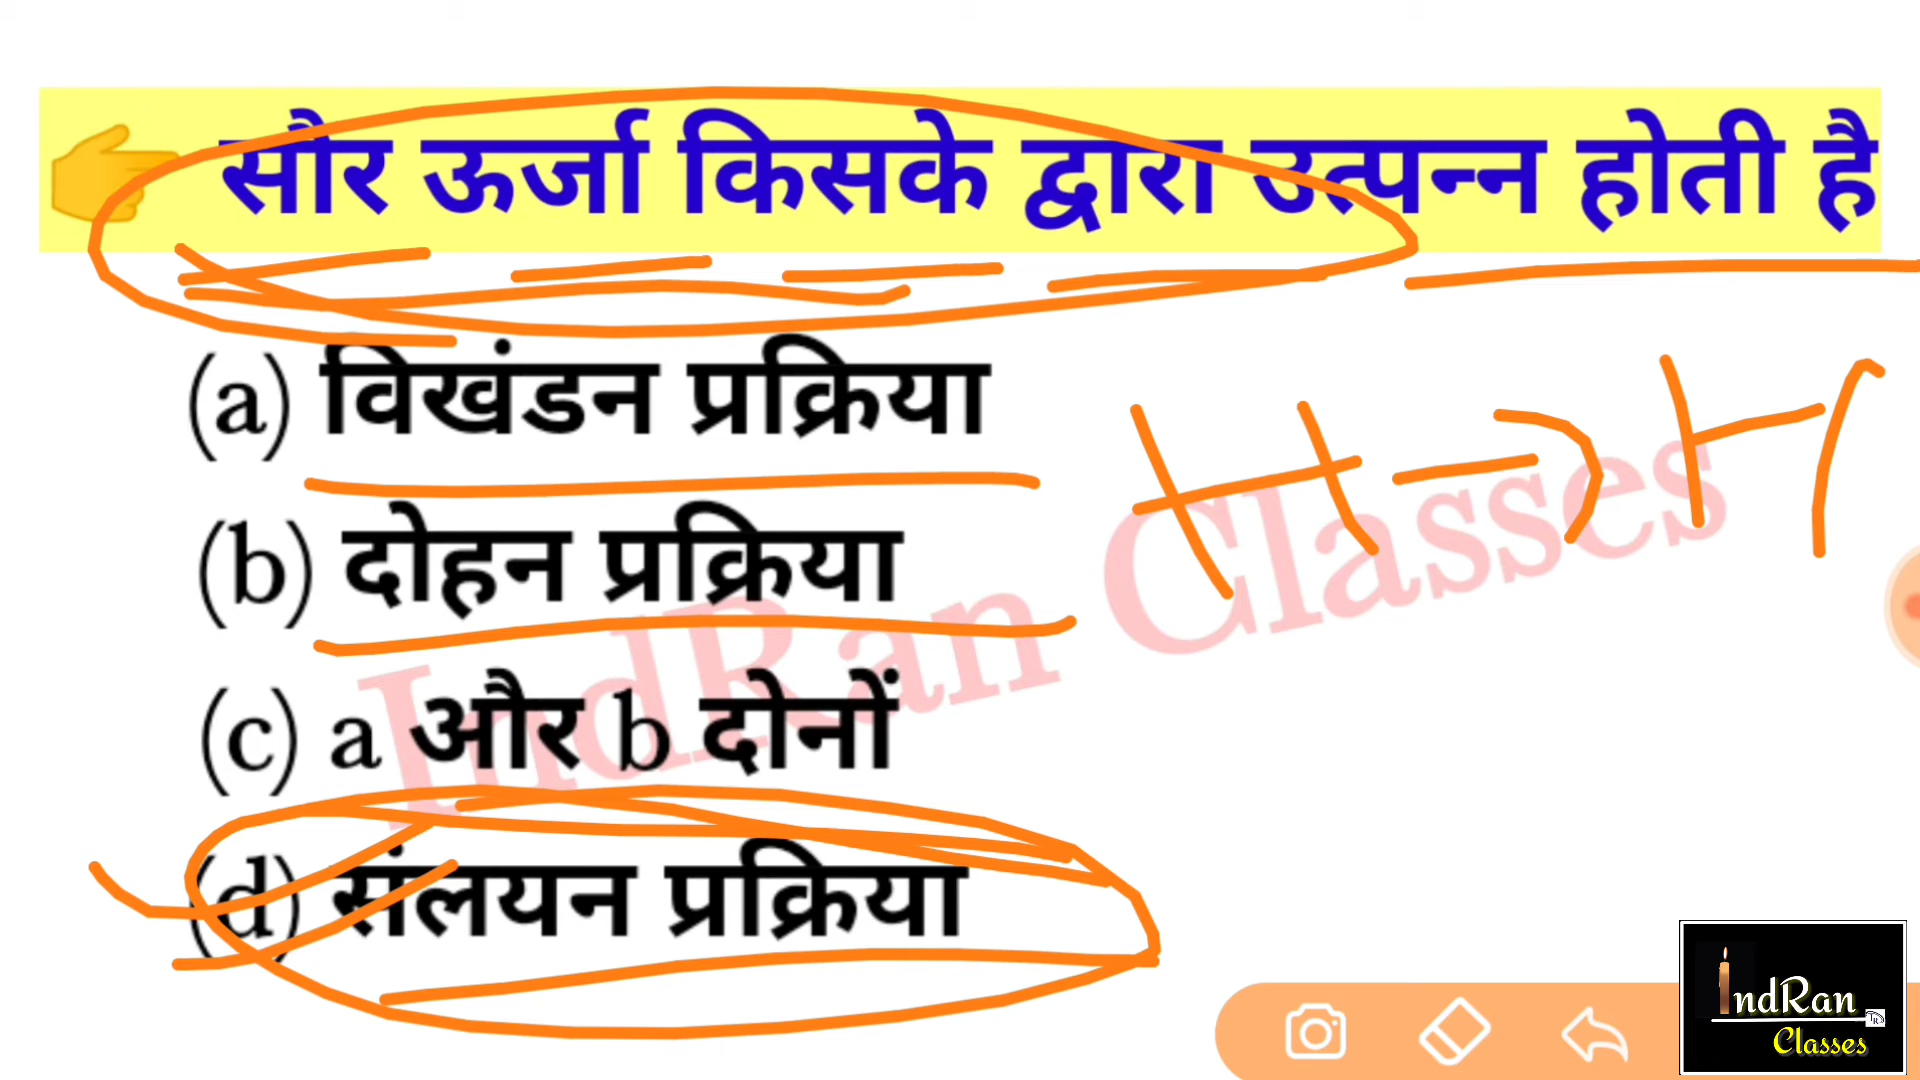 सौर ऊर्जा किसके द्वारा उत्पन्न होती है
(a) विखंडन प्रक्रिया
H → H
(b) दोहन प्रक्रिया
IndRan Classes
(c) a और b दोनों
(d) संलयन प्रक्रिया
IndRan
Classes